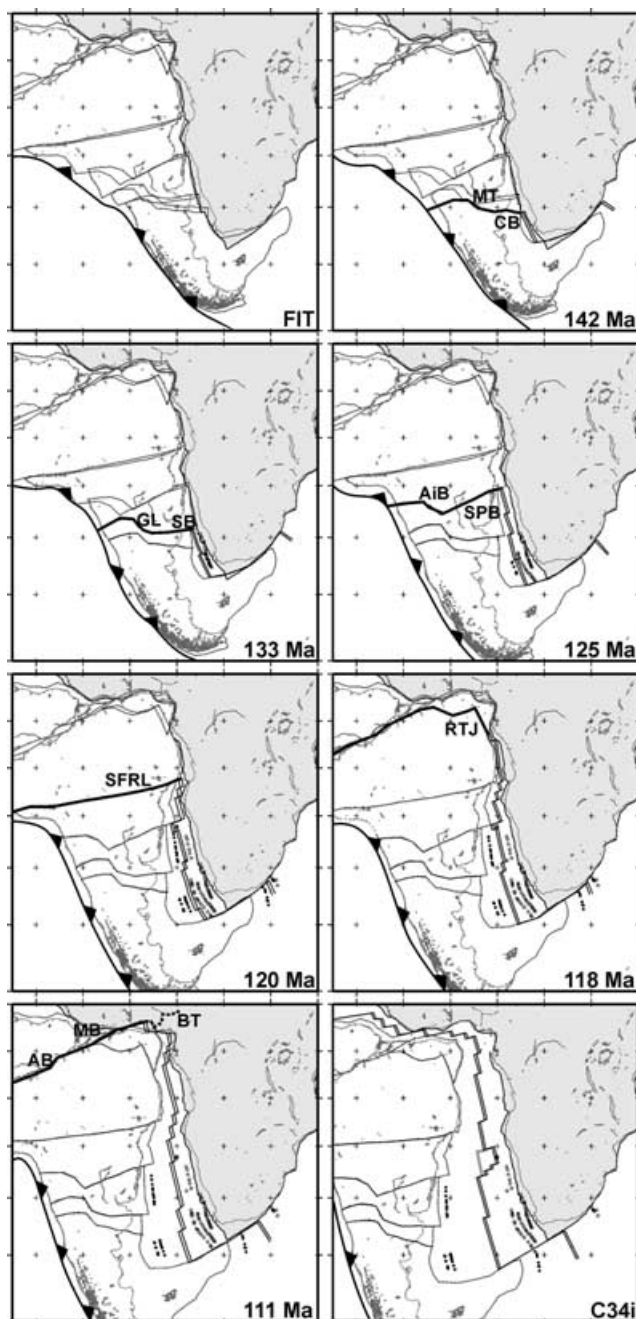 FIT
MT
CB
142 Ma
GL SB
133 Ma
AiB
SPB
125 Ma
SFRL
120 Ma
RTJ
118 Ma
BT
MB
AB
111 Ma
C34i